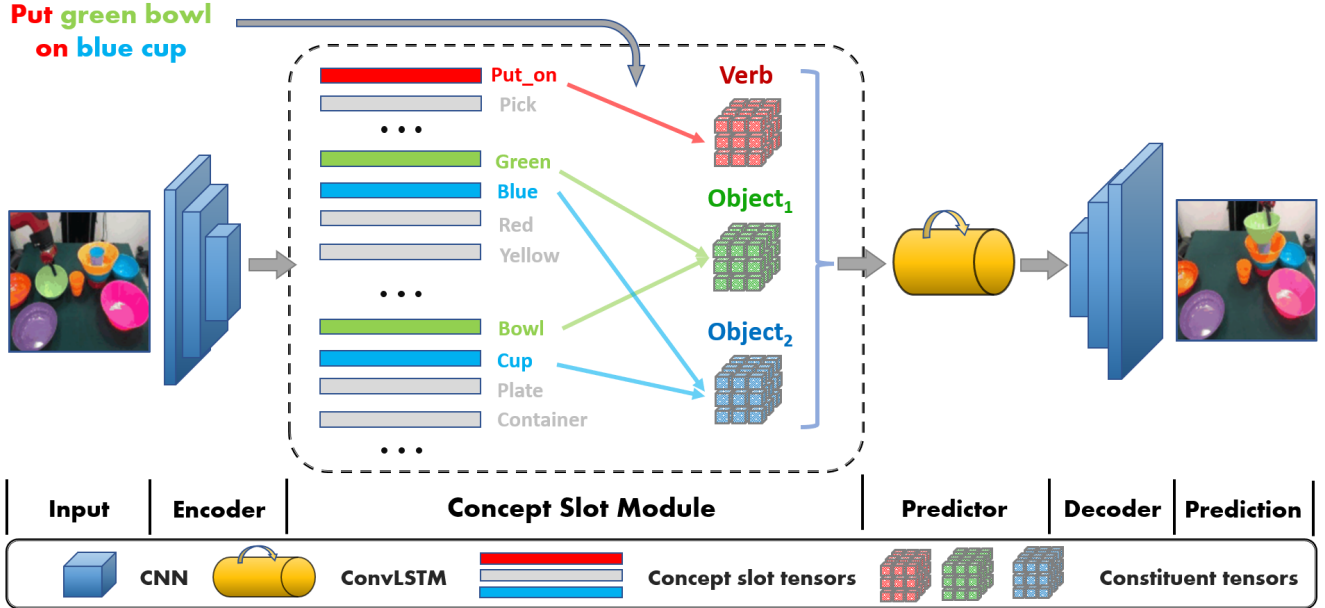 Put green bowl
on blue cup
Put_on
Pick
• • •
Green
Blue
Red
Yellow
• • •
Bowl
Cup
Plate
Container
• • •
Verb
Object₁
Object₂
Input
Encoder
Concept Slot Module
Predictor
Decoder
Prediction
CNN
ConvLSTM
Concept slot tensors
Constituent tensors